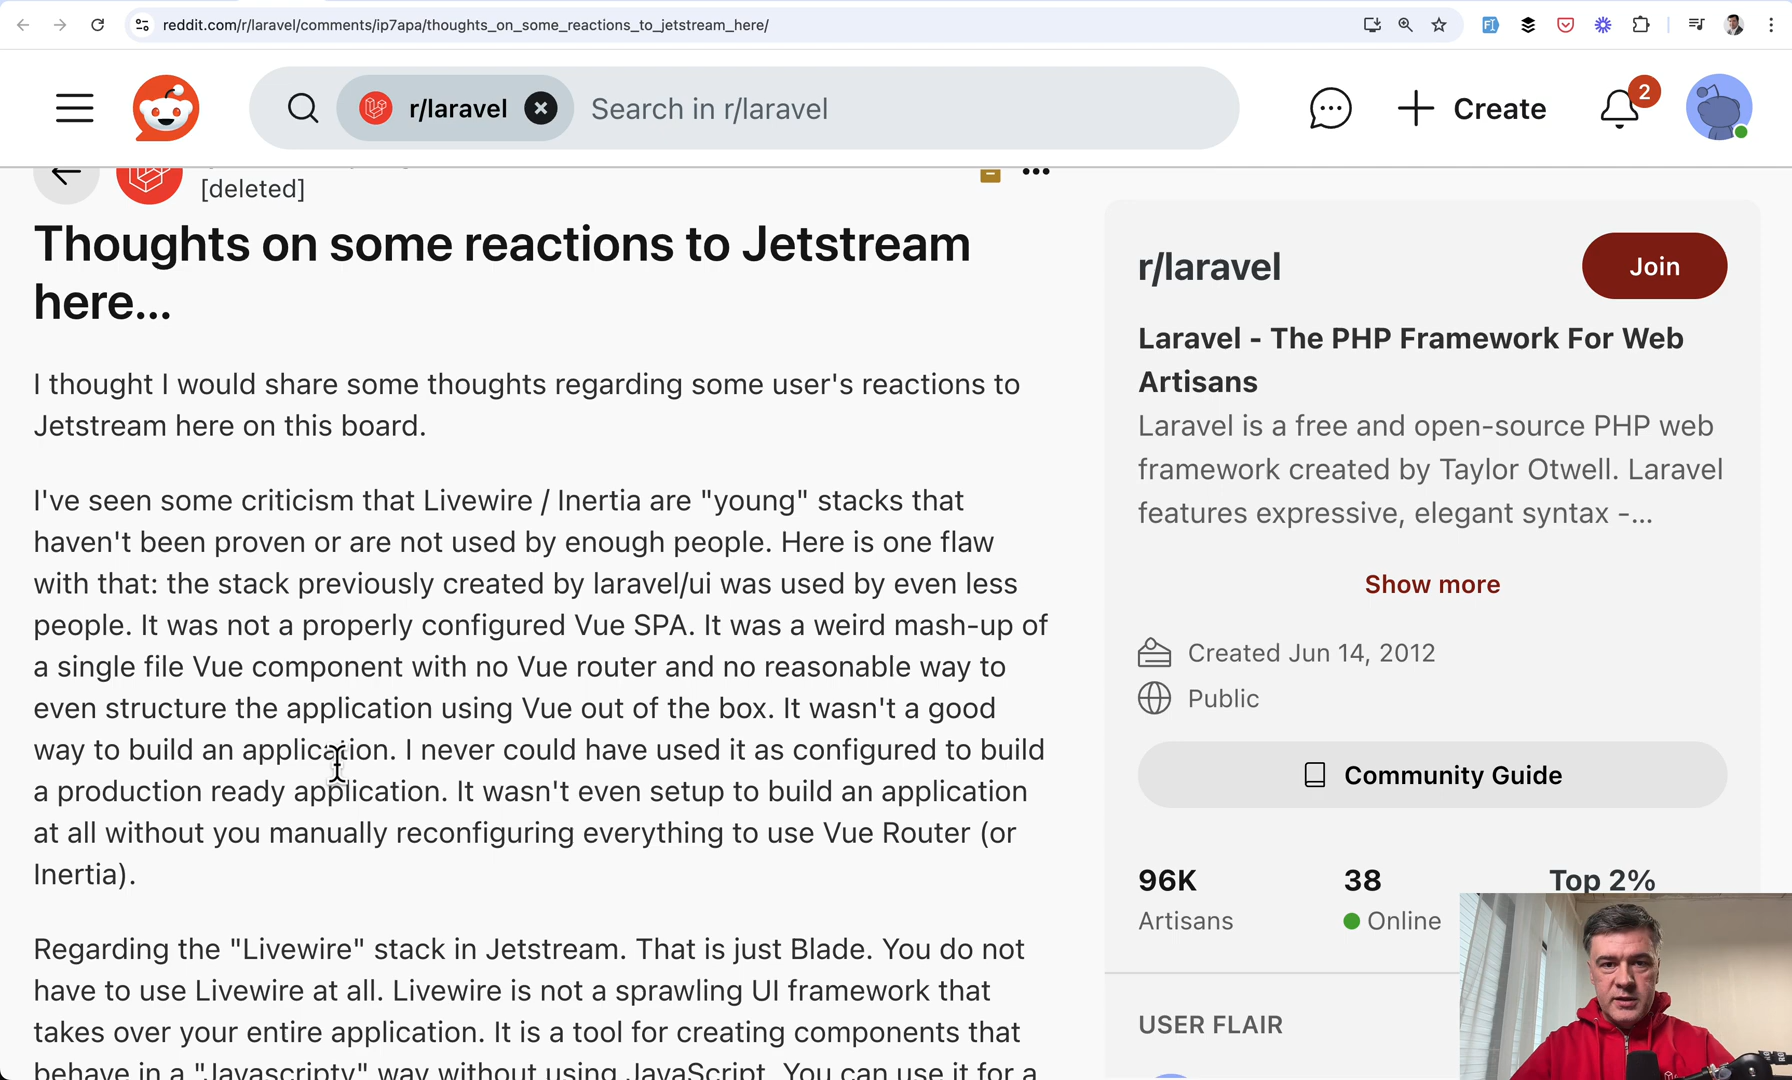 reddit.com/r/laravel/comments/ip7apa/thoughts_on_some_reactions_to_jetstream_here/
r/laravel
Search in r/laravel
Create
2
[deleted]
Thoughts on some reactions to Jetstream
here...
I thought I would share some thoughts regarding some user's reactions to
Jetstream here on this board.
I've seen some criticism that Livewire / Inertia are "young" stacks that
haven't been proven or are not used by enough people. Here is one flaw
with that: the stack previously created by laravel/ui was used by even less
people. It was not a properly configured Vue SPA. It was a weird mash-up of
a single file Vue component with no Vue router and no reasonable way to
even structure the application using Vue out of the box. It wasn't a good
way to build an application. I never could have used it as configured to build
a production ready application. It wasn't even setup to build an application
at all without you manually reconfiguring everything to use Vue Router (or
Inertia).
Regarding the "Livewire" stack in Jetstream. That is just Blade. You do not
have to use Livewire at all. Livewire is not a sprawling UI framework that
takes over your entire application. It is a tool for creating components that
behave in a "Javascripty" way without using JavaScript. You can use it for a
r/laravel
Join
Laravel - The PHP Framework For Web
Artisans
Laravel is a free and open-source PHP web
framework created by Taylor Otwell. Laravel
features expressive, elegant syntax -...
Show more
Created Jun 14, 2012
Public
Community Guide
96K
Artisans
38
Online
Top 2%
USER FLAIR